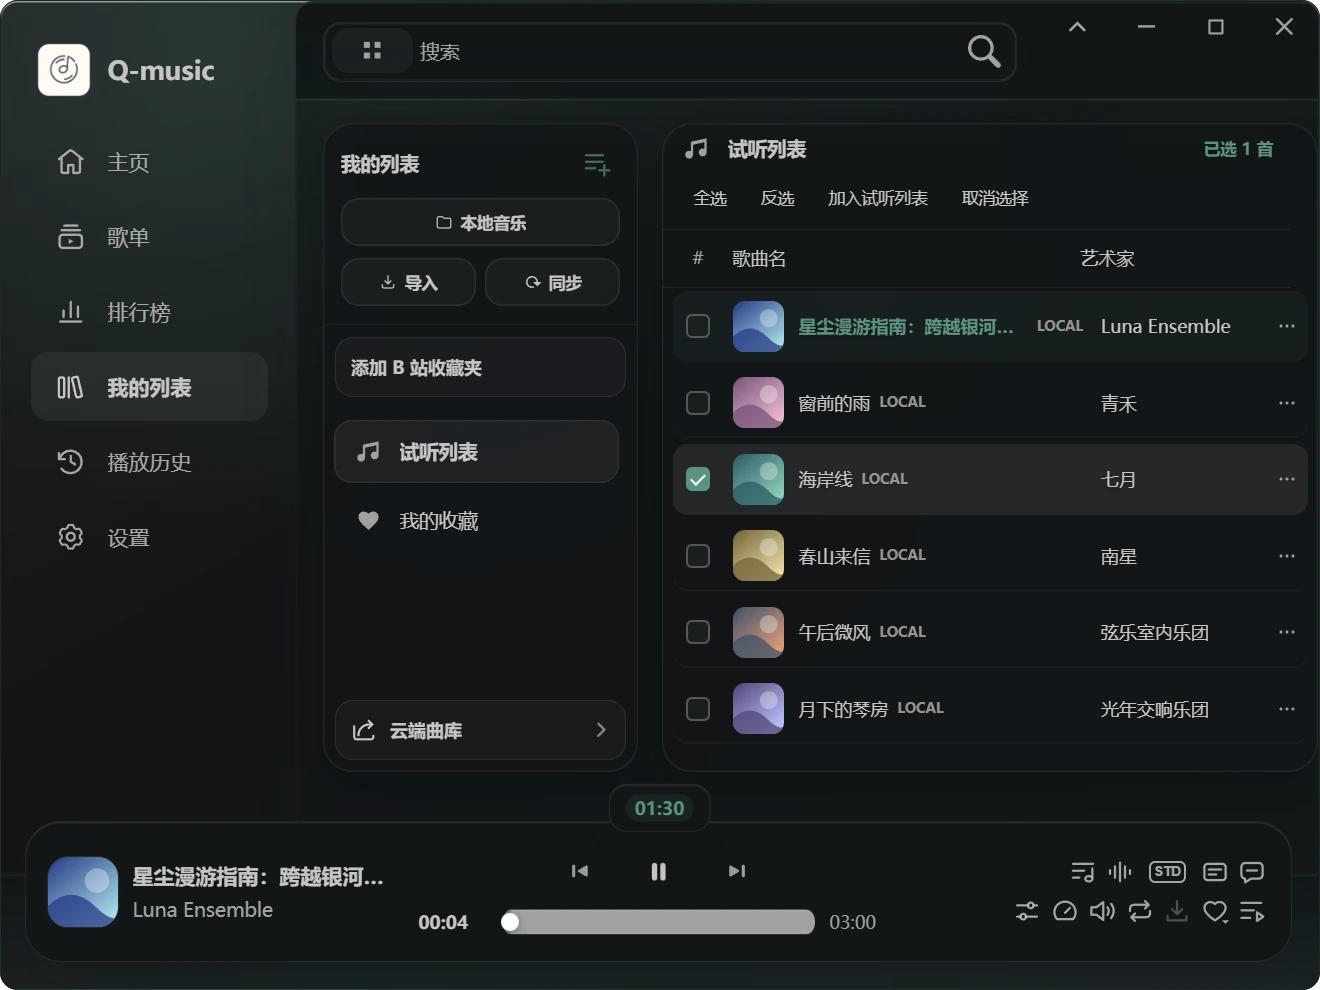 Q-music
主页
歌单
排行榜
我的列表
播放历史
设置
搜索
我的列表
本地音乐
导入
同步
添加 B 站收藏夹
试听列表
我的收藏
云端曲库
试听列表
已选 1 首
全选 反选 加入试听列表 取消选择
# 歌曲名 艺术家
星尘漫游指南：跨越银河... LOCAL Luna Ensemble
窗前的雨 LOCAL 青禾
海岸线 LOCAL 七月
春山来信 LOCAL 南星
午后微风 LOCAL 弦乐室内乐团
月下的琴房 LOCAL 光年交响乐团
01:30
星尘漫游指南：跨越银河...
Luna Ensemble
00:04
03:00
STD